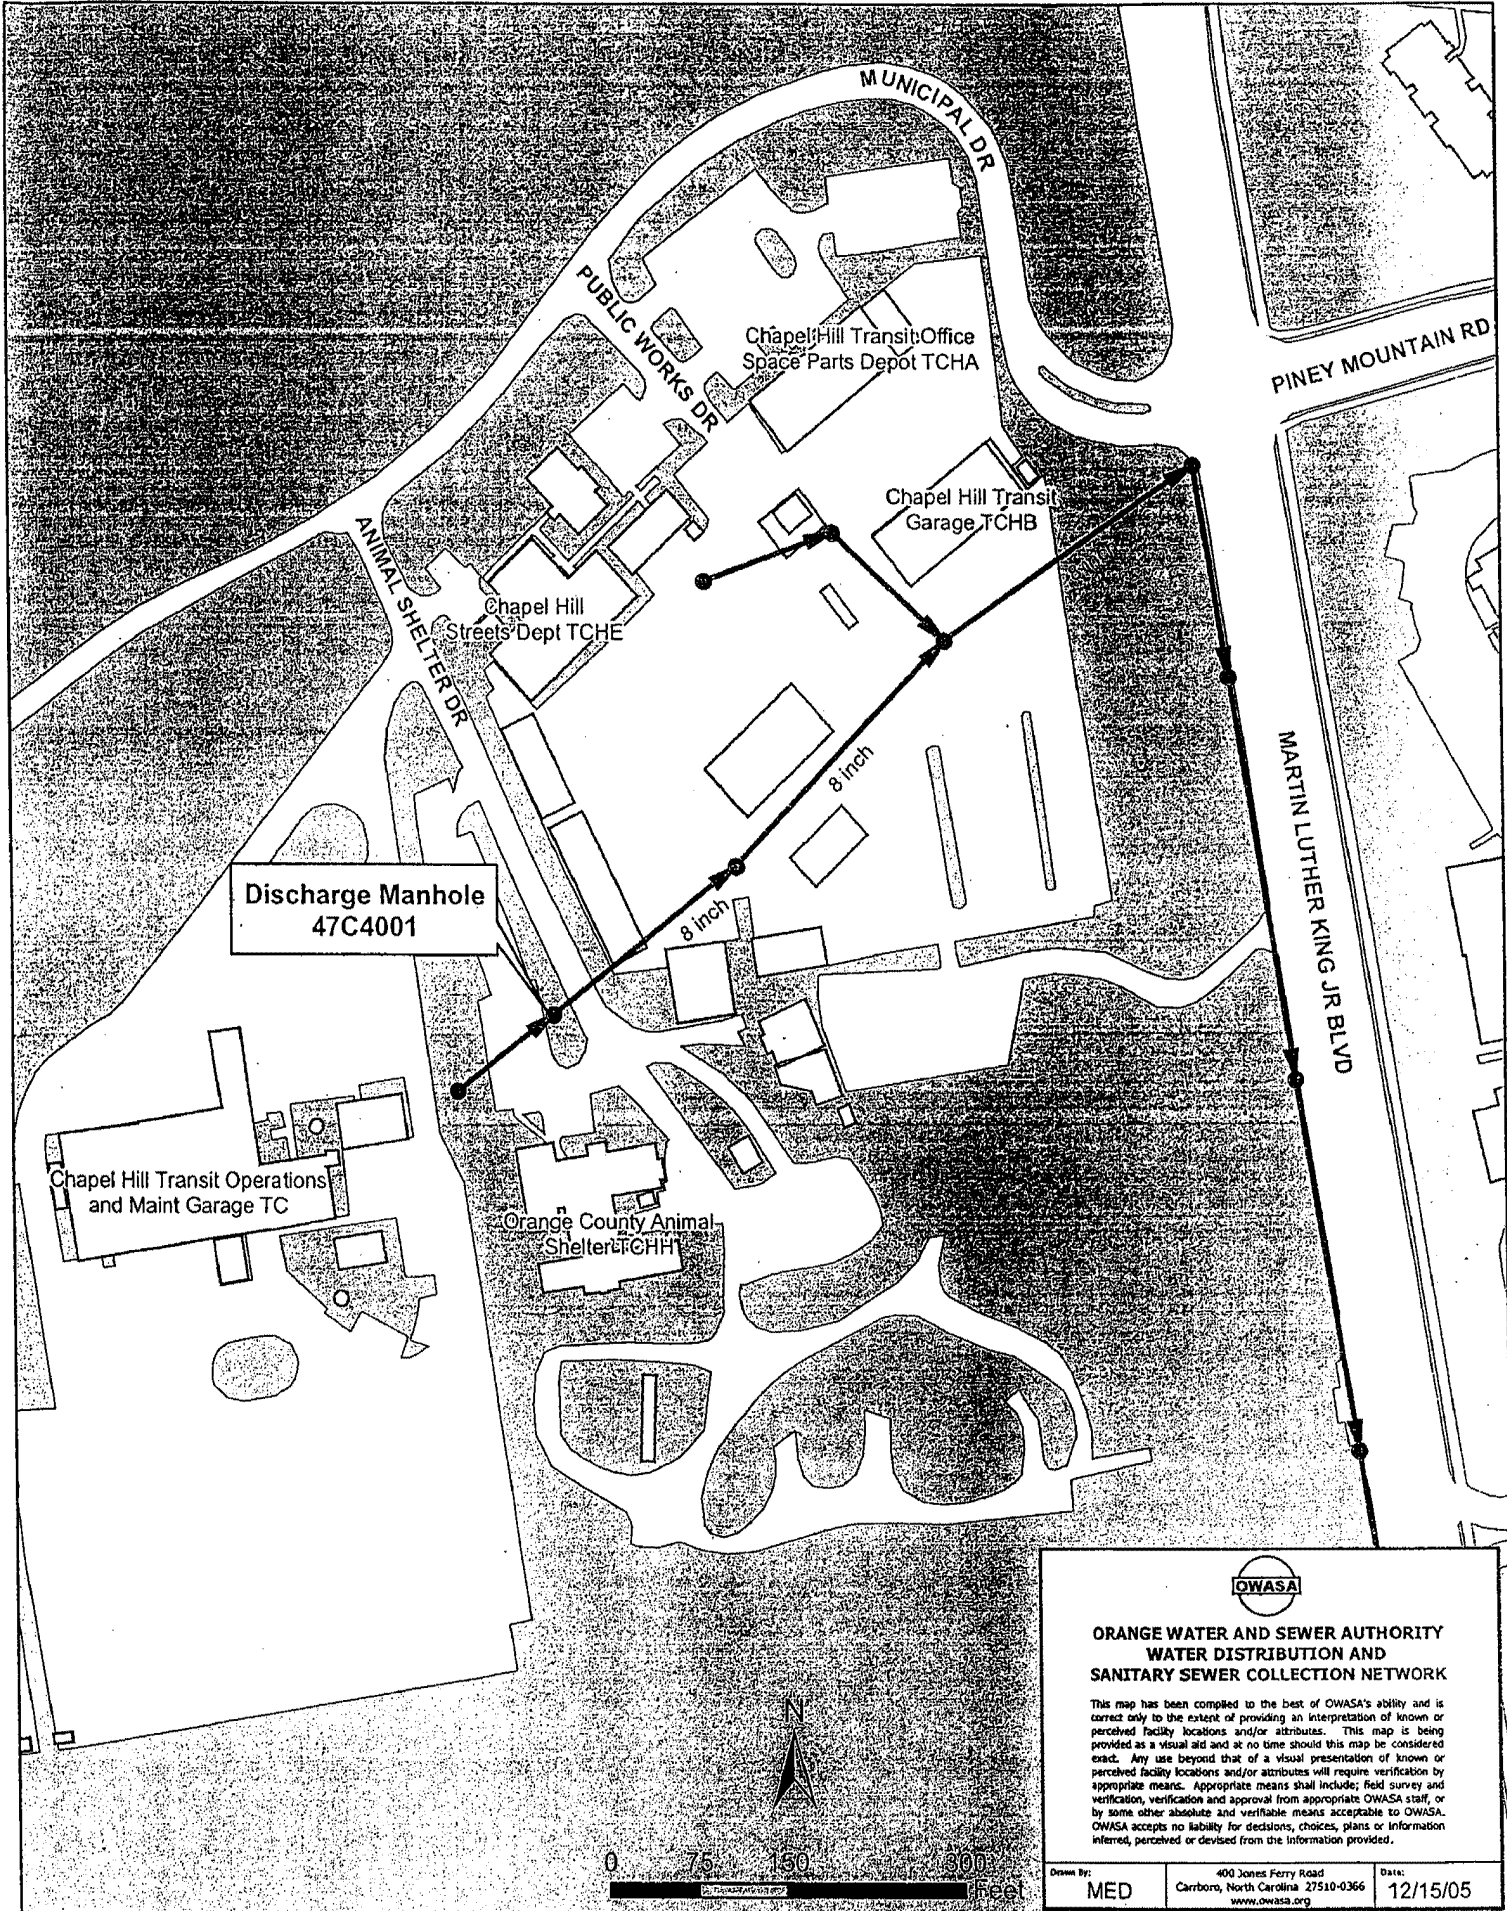 MUNICIPAL DR
PUBLIC WORKS DR
Chapel Hill Transit Office
Space Parts Depot TCHA
PINEY MOUNTAIN RD
Chapel Hill Transit
Garage TCHB
ANIMAL SHELTER DR
Chapel Hill
Streets Dept TCHE
8 inch
MARTIN LUTHER KING JR BLVD
Discharge Manhole
47C4001
8 inch
Chapel Hill Transit Operations
and Maint Garage TC
Orange County Animal
Shelter TCHH
N
0 75 150 300
Feet
OWASA
ORANGE WATER AND SEWER AUTHORITY
WATER DISTRIBUTION AND
SANITARY SEWER COLLECTION NETWORK
This map has been compiled to the best of OWASA's ability and is
correct only to the extent of providing an interpretation of known or
perceived facility locations and/or attributes. This map is being
provided as a visual aid and at no time should this map be considered
exact. Any use beyond that of a visual presentation of known or
perceived facility locations and/or attributes will require verification by
appropriate means. Appropriate means shall include; field survey and
verification, verification and approval from appropriate OWASA staff, or
by some other absolute and verifiable means acceptable to OWASA.
OWASA accepts no liability for decisions, choices, plans or information
inferred, perceived or devised from the information provided.
Drawn By:
MED
400 Jones Ferry Road
Carrboro, North Carolina 27510-0366
www.owasa.org
Date:
12/15/05